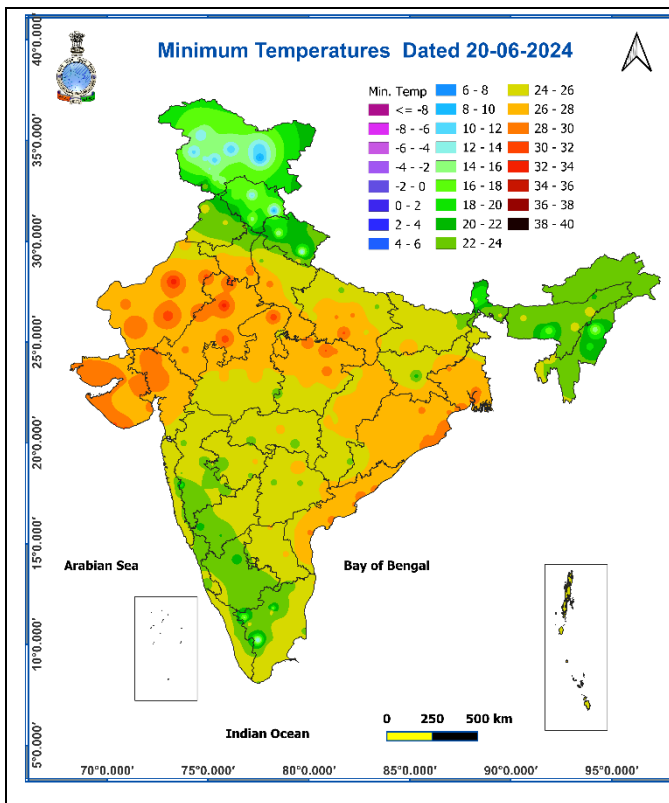 Minimum Temperatures Dated 20-06-2024
Min. Temp
<= -8
-8 - -6
-6 - -4
-4 - -2
-2 - 0
0 - 2
2 - 4
4 - 6
6 - 8
8 - 10
10 - 12
12 - 14
14 - 16
16 - 18
18 - 20
20 - 22
22 - 24
24 - 26
26 - 28
28 - 30
30 - 32
32 - 34
34 - 36
36 - 38
38 - 40
40°0.000'
35°0.000'
30°0.000'
25°0.000'
20°0.000'
15°0.000'
10°0.000'
5°0.000'
Arabian Sea
Bay of Bengal
Indian Ocean
0 250 500 km
70°0.000' 75°0.000' 80°0.000' 85°0.000' 90°0.000' 95°0.000'